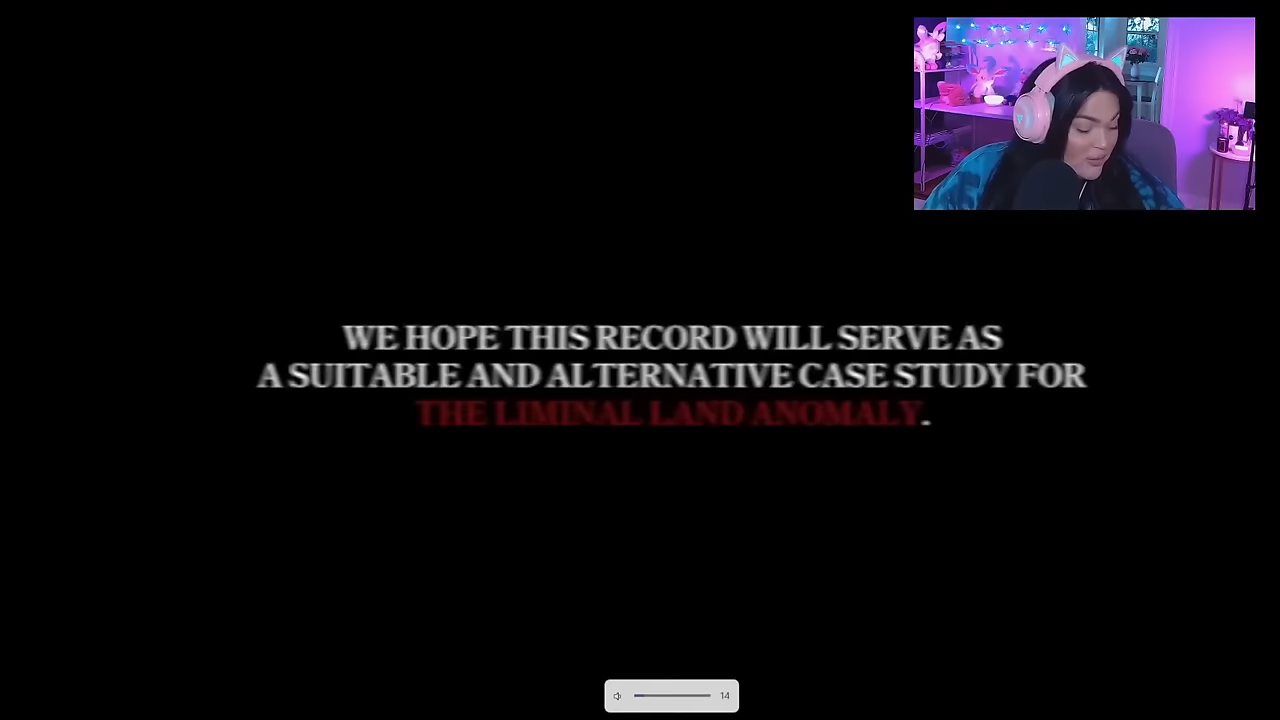 WE HOPE THIS RECORD WILL SERVE AS
A SUITABLE AND ALTERNATIVE CASE STUDY FOR
THE LIMINAL LAND ANOMALY.
14